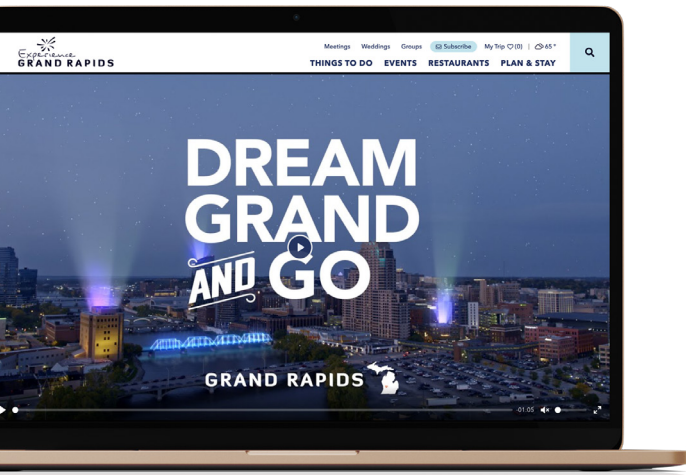 Meetings Weddings Groups Subscribe My Trip (0) | 65°
Experience
GRAND RAPIDS
THINGS TO DO EVENTS RESTAURANTS PLAN & STAY
DREAM
GRAND
AND GO
GRAND RAPIDS
-01:05